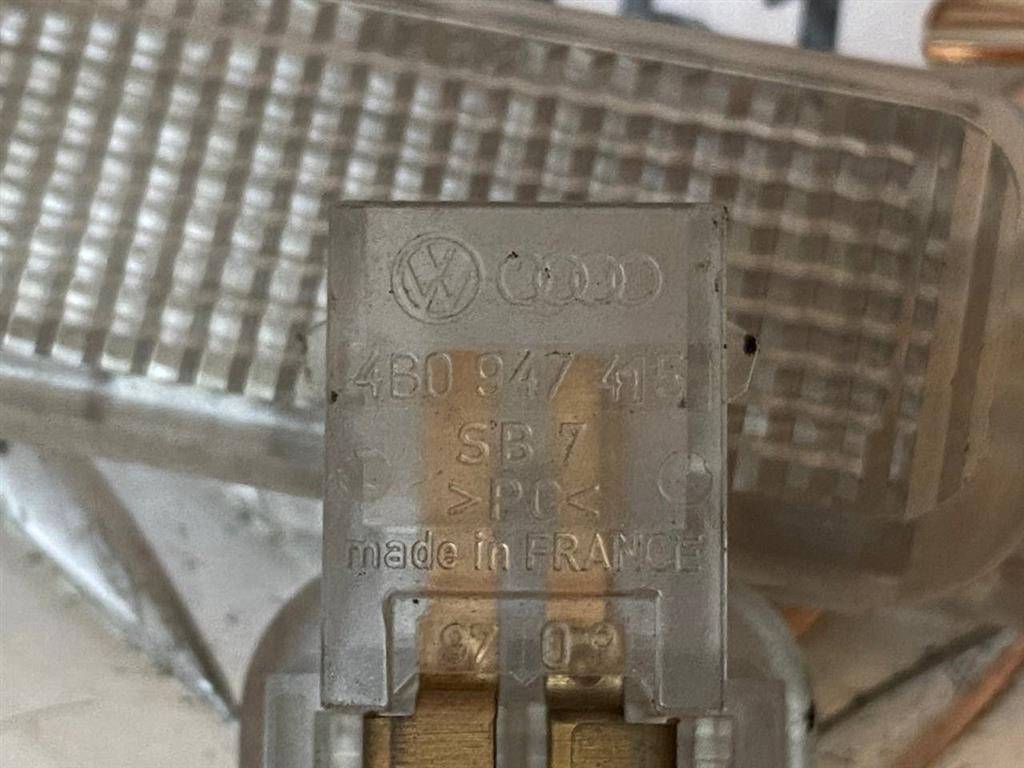 4B0 947 415
SB 7
>PC<
made in FRANCE